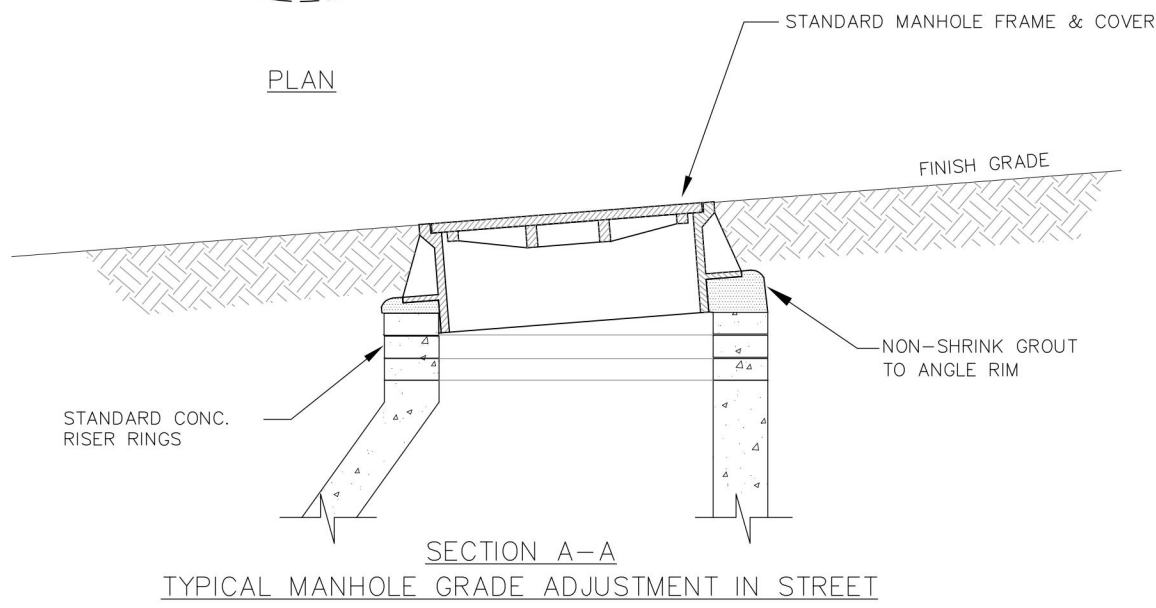 STANDARD MANHOLE FRAME & COVER
PLAN
FINISH GRADE
NON-SHRINK GROUT
TO ANGLE RIM
STANDARD CONC.
RISER RINGS
SECTION A-A
TYPICAL MANHOLE GRADE ADJUSTMENT IN STREET